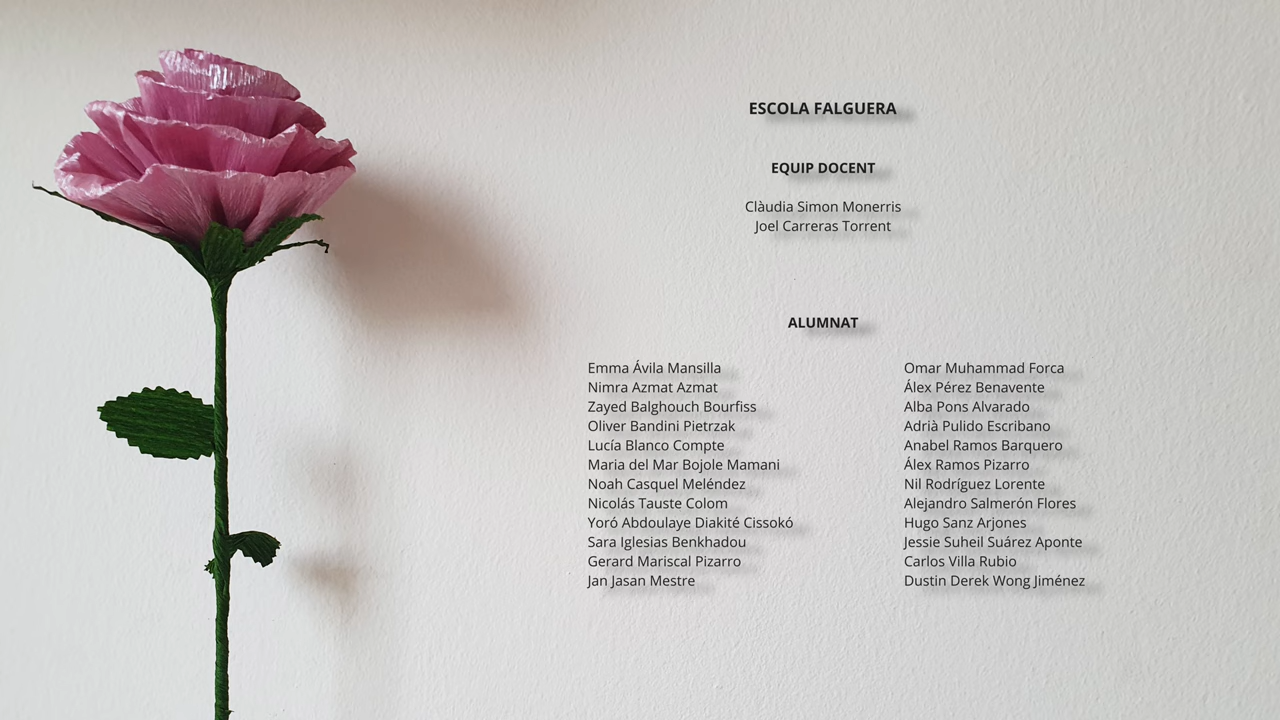 ESCOLA FALGUERA
EQUIP DOCENT
Clàudia Simon Monerris
Joel Carreras Torrent
ALUMNAT
Emma Ávila Mansilla
Nimra Azmat Azmat
Zayed Balghouch Bourfiss
Oliver Bandini Pietrzak
Lucía Blanco Compte
Maria del Mar Bojole Mamani
Noah Casquel Meléndez
Nicolás Tauste Colom
Yoró Abdoulaye Diakité Cissokó
Sara Iglesias Benkhadou
Gerard Mariscal Pizarro
Jan Jasan Mestre
Omar Muhammad Forca
Álex Pérez Benavente
Alba Pons Alvarado
Adrià Pulido Escribano
Anabel Ramos Barquero
Álex Ramos Pizarro
Nil Rodríguez Lorente
Alejandro Salmerón Flores
Hugo Sanz Arjones
Jessie Suheil Suárez Aponte
Carlos Villa Rubio
Dustin Derek Wong Jiménez